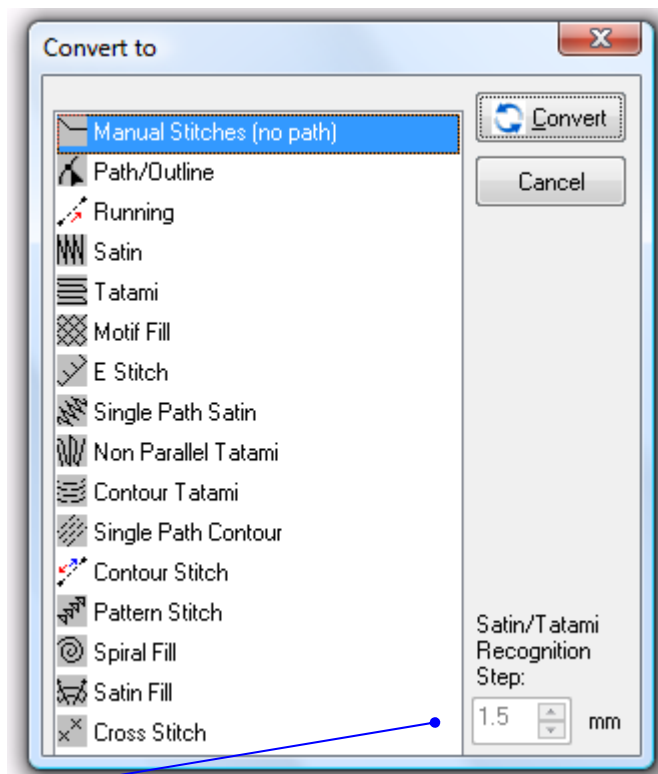 Convert to
Manual Stitches (no path)
Path/Outline
Running
Satin
Tatami
Motif Fill
E Stitch
Single Path Satin
Non Parallel Tatami
Contour Tatami
Single Path Contour
Contour Stitch
Pattern Stitch
Spiral Fill
Satin Fill
Cross Stitch
Convert
Cancel
Satin/Tatami
Recognition
Step:
1.5 mm